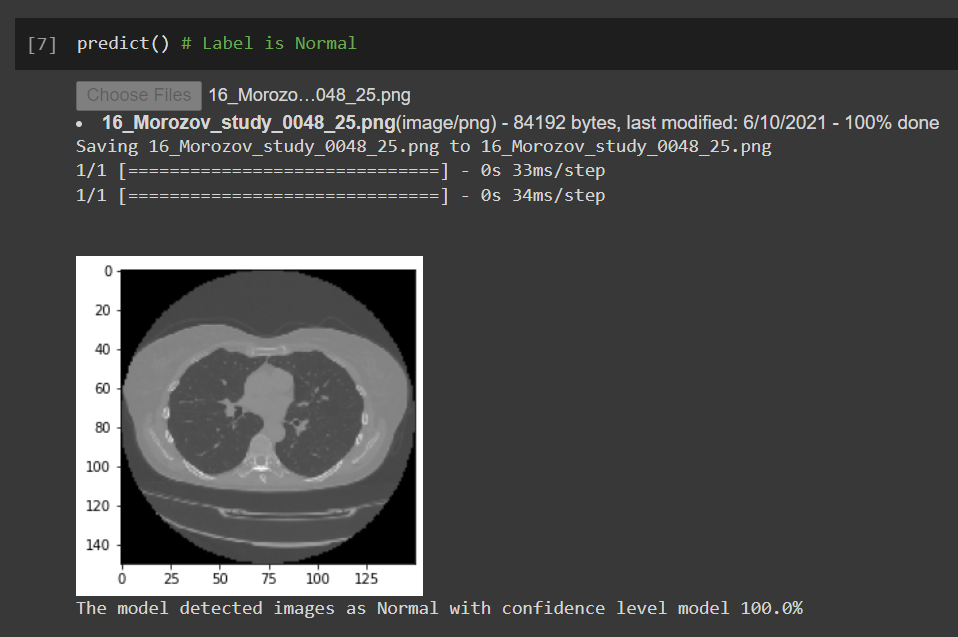 [7] predict() # Label is Normal
Choose Files 16_Morozo...048_25.png
• 16_Morozov_study_0048_25.png(image/png) - 84192 bytes, last modified: 6/10/2021 - 100% done
Saving 16_Morozov_study_0048_25.png to 16_Morozov_study_0048_25.png
1/1 [==============================] - 0s 33ms/step
1/1 [==============================] - 0s 34ms/step
0
20
40
60
80
100
120
140
0 25 50 75 100 125
The model detected images as Normal with confidence level model 100.0%